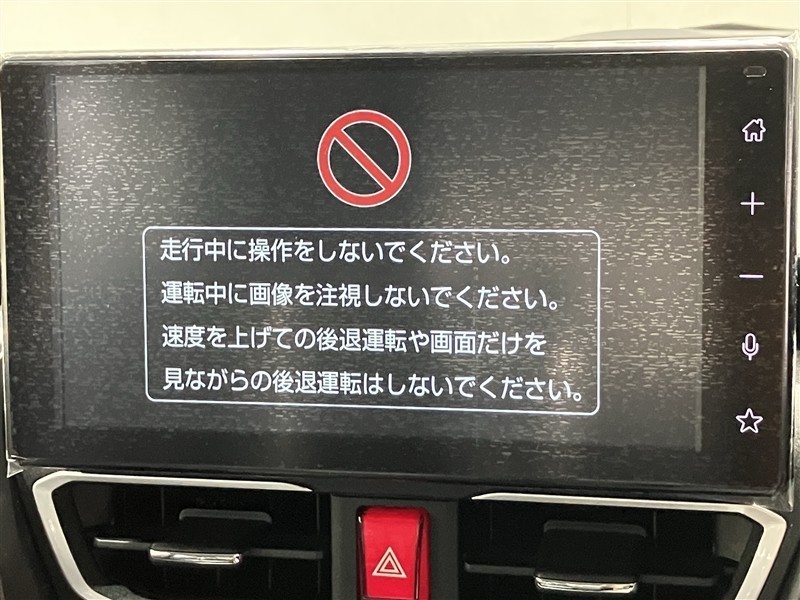 走行中に操作をしないでください。
運転中に画像を注視しないでください。
速度を上げての後退運転や画面だけを
見ながらの後退運転はしないでください。